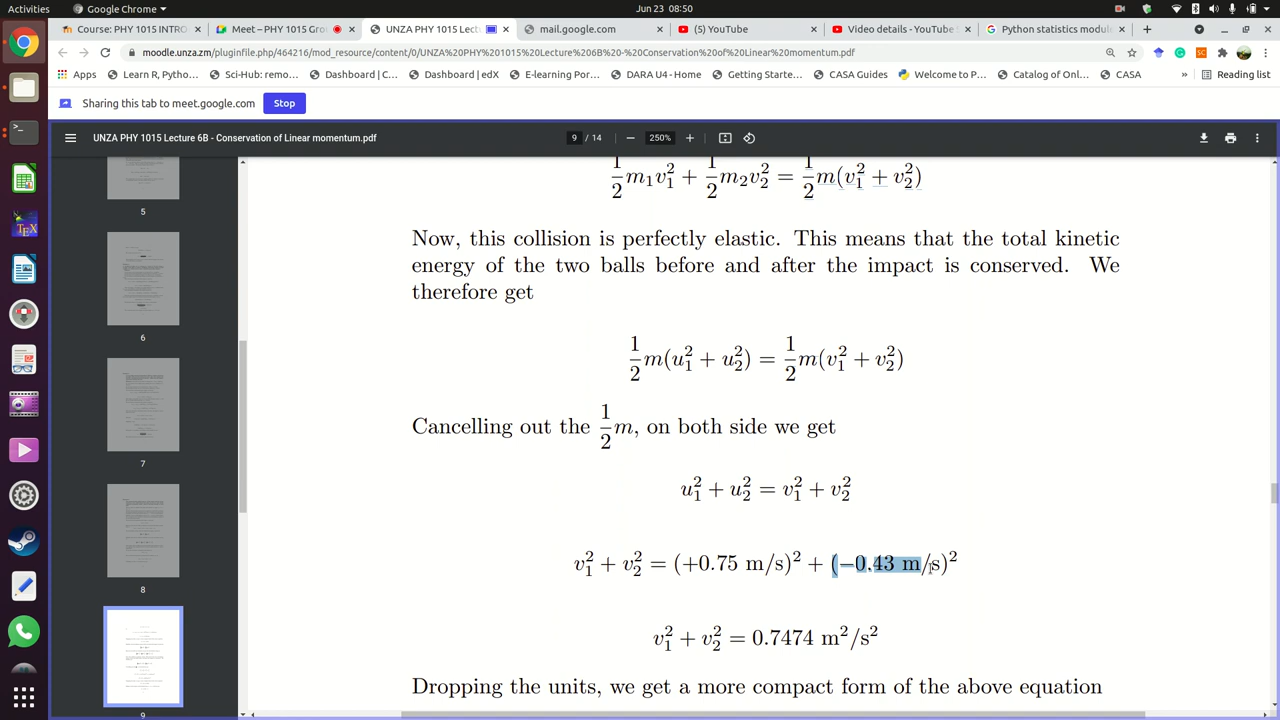 Activities
Google Chrome
Jun 23 08:50
Course: PHY 1015 INTRO
Meet – PHY 1015 Gro
UNZA PHY 1015 Lectu
mail.google.com
(5) YouTube
Video details - YouTube
Python statistics modul
moodle.unza.zm/pluginfile.php/464216/mod_resource/content/0/UNZA%20PHY%201015%20Lecture%206B%20-%20Conservation%20of%20Linear%20momentum.pdf
Apps
Learn R, Pytho...
Sci-Hub: remo...
Dashboard | C...
Dashboard | edX
E-learning Por...
DARA U4 - Home
Getting Starte...
CASA Guides
Welcome to P...
Catalog of Onl...
CASA
»
Reading list
Sharing this tab to meet.google.com
Stop
UNZA PHY 1015 Lecture 6B - Conservation of Linear momentum.pdf
9 / 14
250%
5
6
7
8
9
1/2 m₁v₁² + 1/2 m₂v₂² = 1/2 m(v₁² + v₂²)
Now, this collision is perfectly elastic. This means that the total kinetic
energy of the two balls before and after the impact is conserved. We
therefore get
1/2 m(u₁² + u₂²) = 1/2 m(v₁² + v₂²)
Cancelling out the 1/2 m, on both side we get
u₁² + u₂² = v₁² + v₂²
v₁² + v₂² = (+0.75 m/s)² + (−0.43 m/s)²
v₁² + v₂² = 0.7474 m²/s²
Dropping the units, we get a more compact form of the above equation